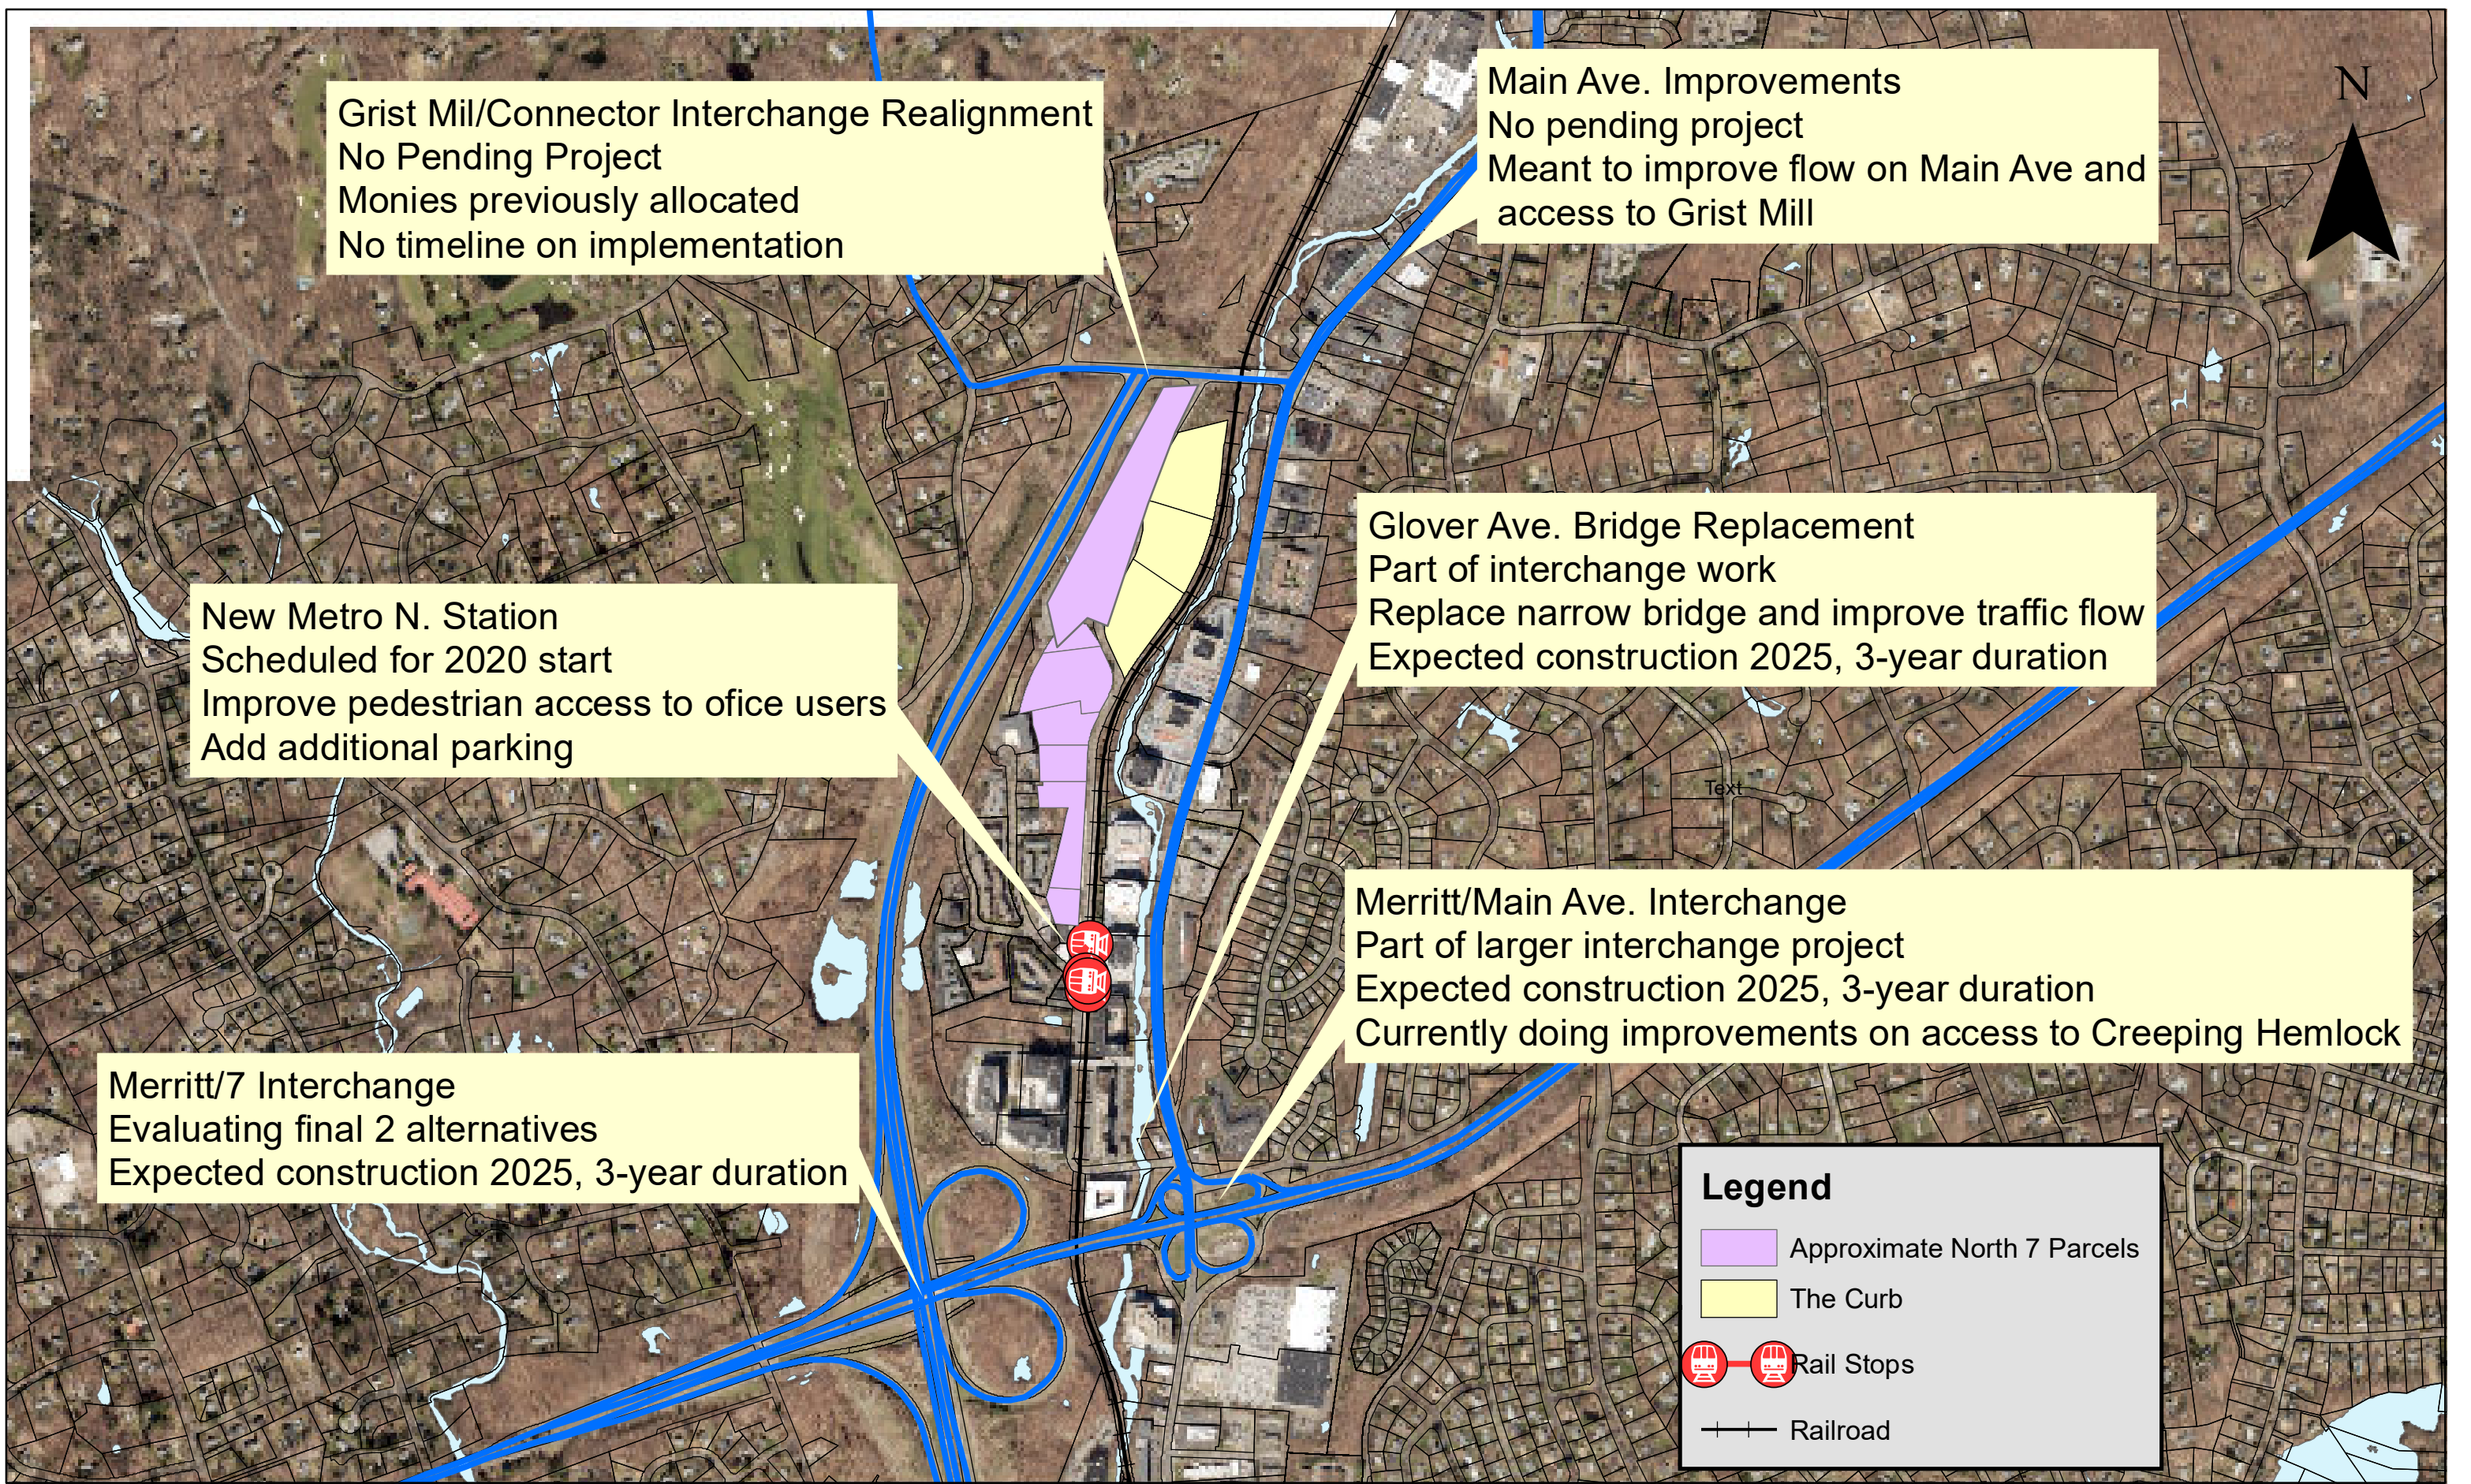 Grist Mil/Connector Interchange Realignment
No Pending Project
Monies previously allocated
No timeline on implementation
Main Ave. Improvements
No pending project
Meant to improve flow on Main Ave and
access to Grist Mill
N
New Metro N. Station
Scheduled for 2020 start
Improve pedestrian access to ofice users
Add additional parking
Glover Ave. Bridge Replacement
Part of interchange work
Replace narrow bridge and improve traffic flow
Expected construction 2025, 3-year duration
Text
Merritt/Main Ave. Interchange
Part of larger interchange project
Expected construction 2025, 3-year duration
Currently doing improvements on access to Creeping Hemlock
Merritt/7 Interchange
Evaluating final 2 alternatives
Expected construction 2025, 3-year duration
Legend
Approximate North 7 Parcels
The Curb
Rail Stops
Railroad